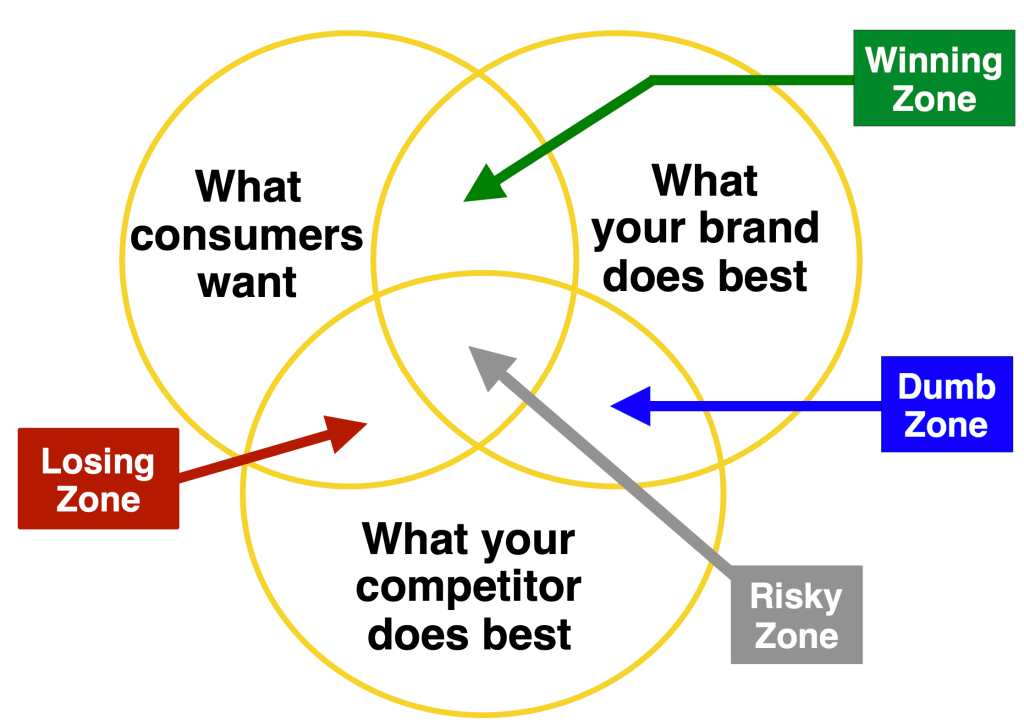 Winning
Zone
What
consumers
want
What
your brand
does best
Dumb
Zone
Losing
Zone
What your
competitor
does best
Risky
Zone